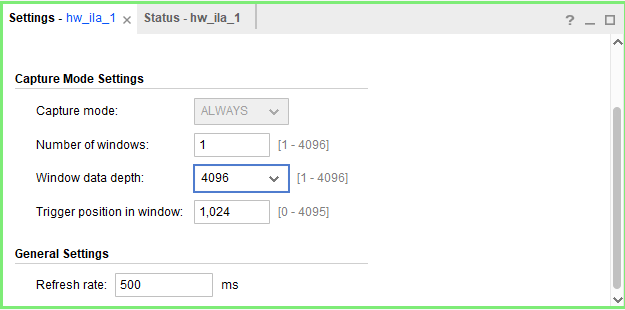 Settings - hw_ila_1 × Status - hw_ila_1 ?
Capture Mode Settings
Capture mode: ALWAYS
Number of windows: 1 [1 - 4096]
Window data depth: 4096 [1 - 4096]
Trigger position in window: 1,024 [0 - 4095]
General Settings
Refresh rate: 500 ms